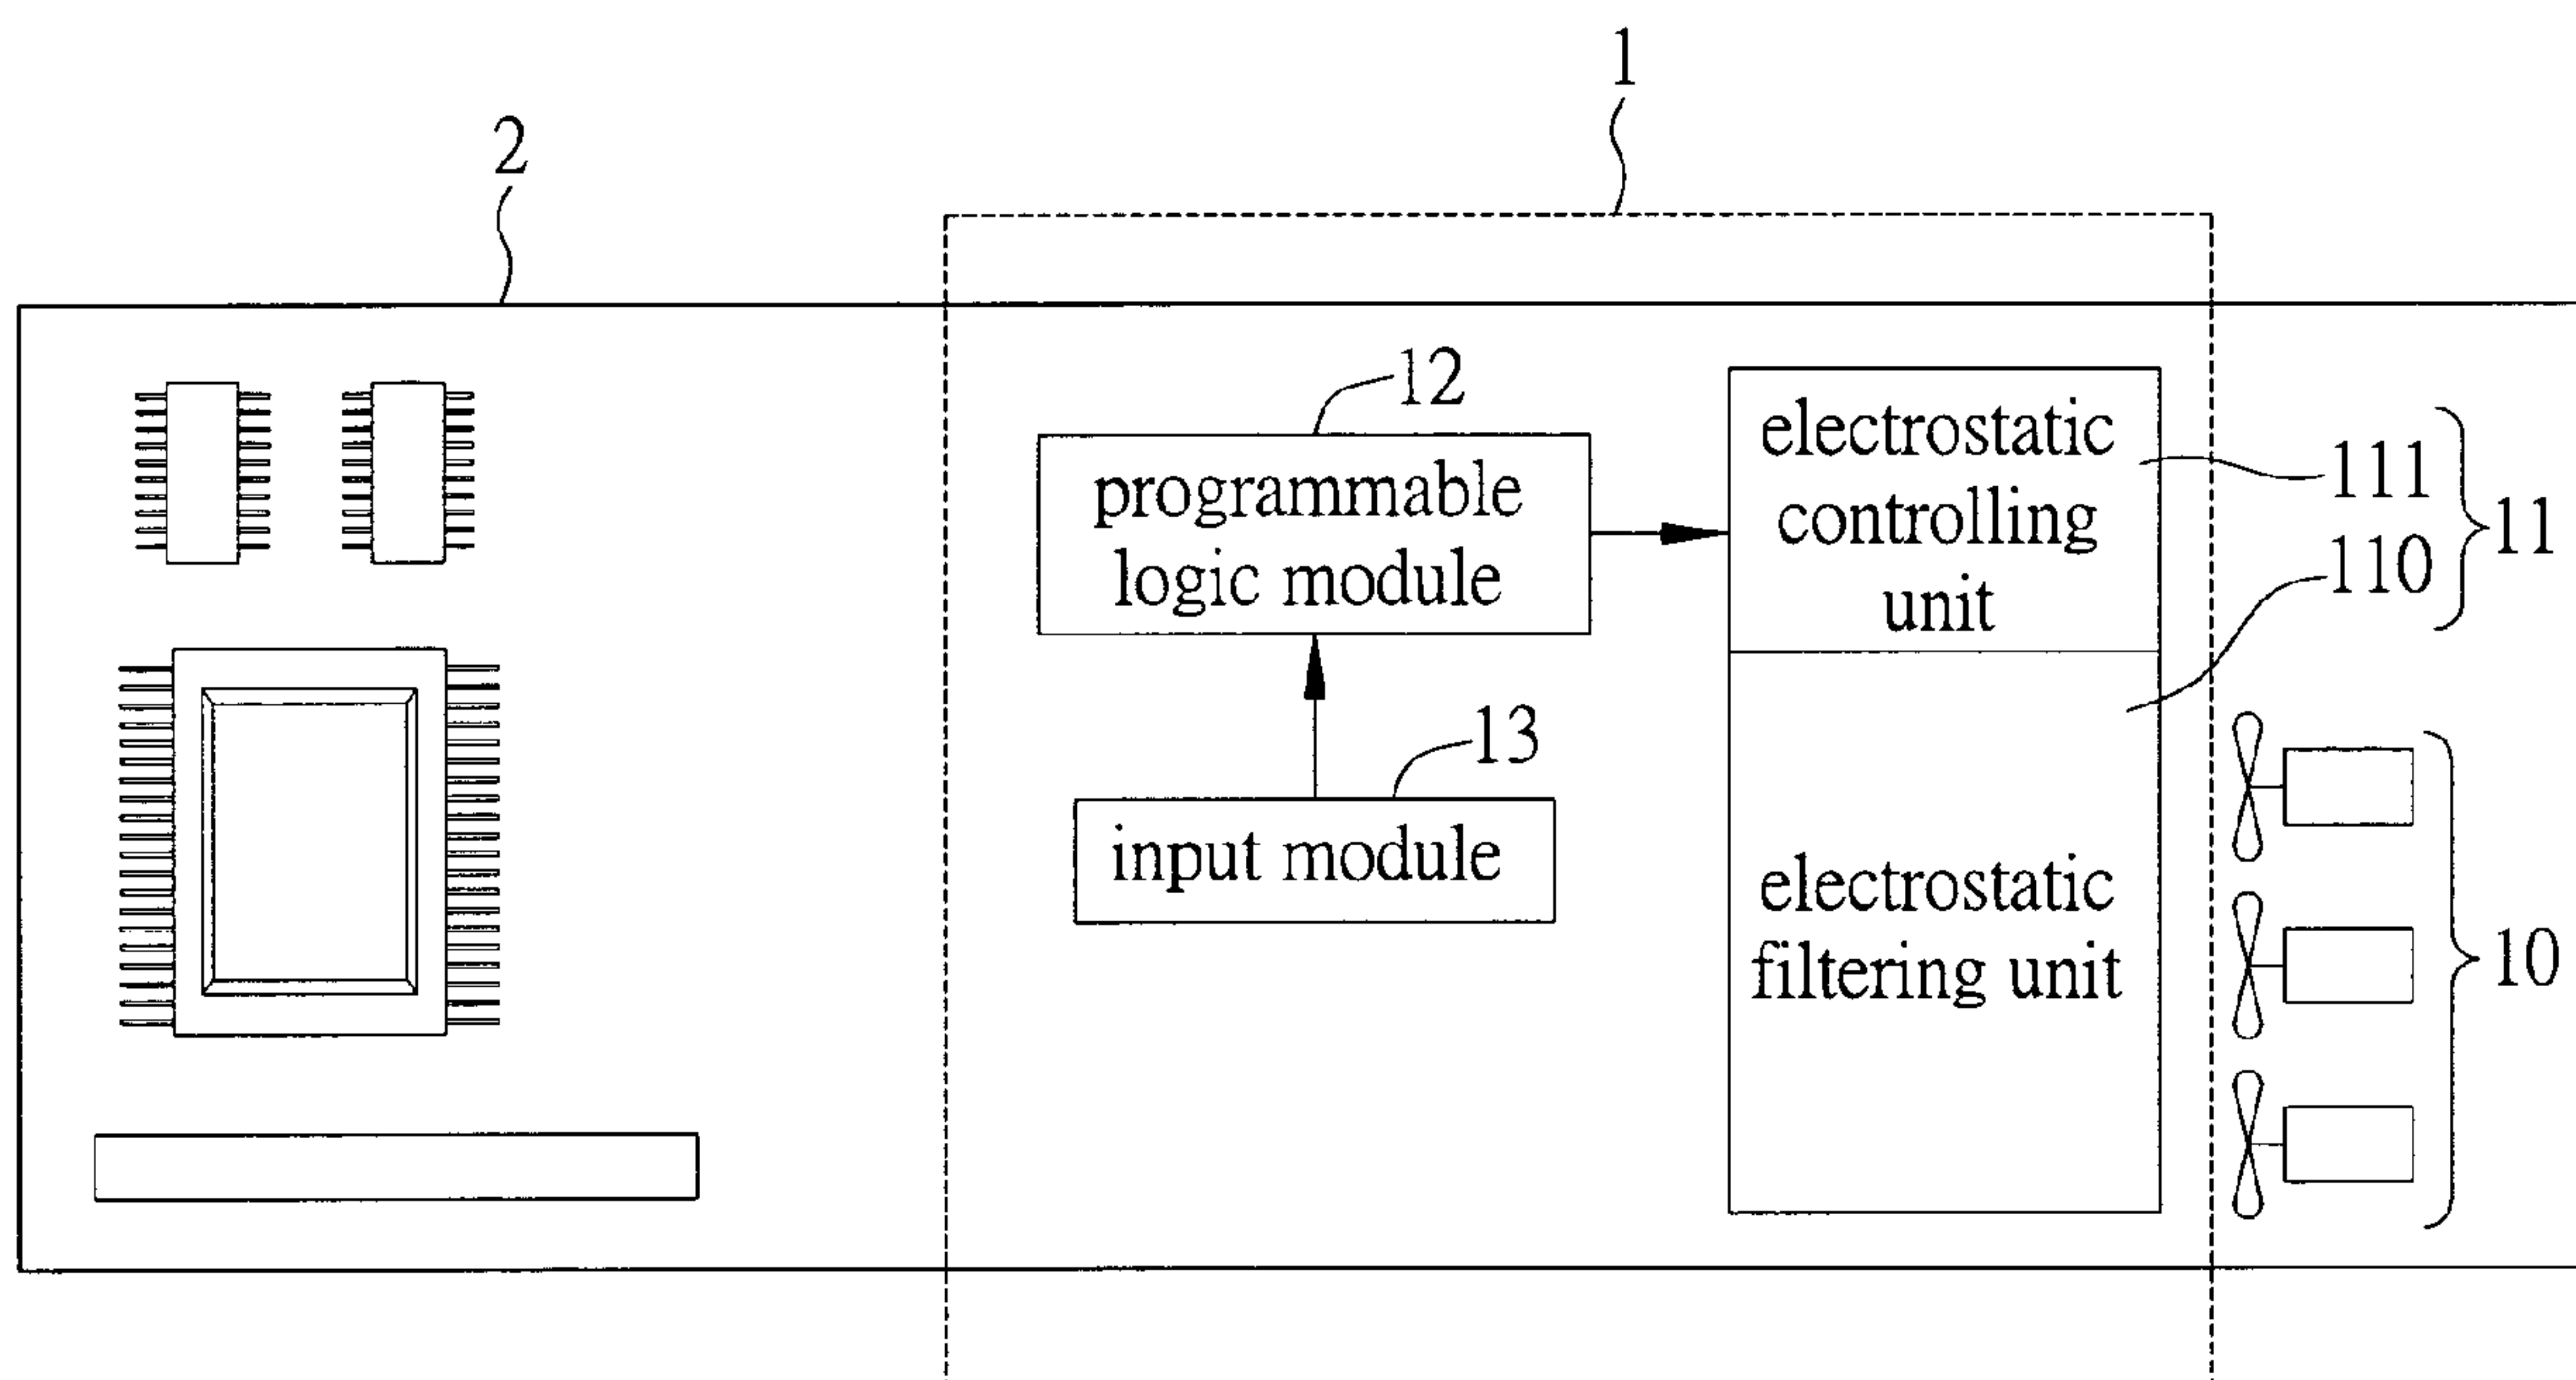 1
2
12
programmable
logic module
13
input module
electrostatic
controlling
unit
electrostatic
filtering unit
111
110
11
10